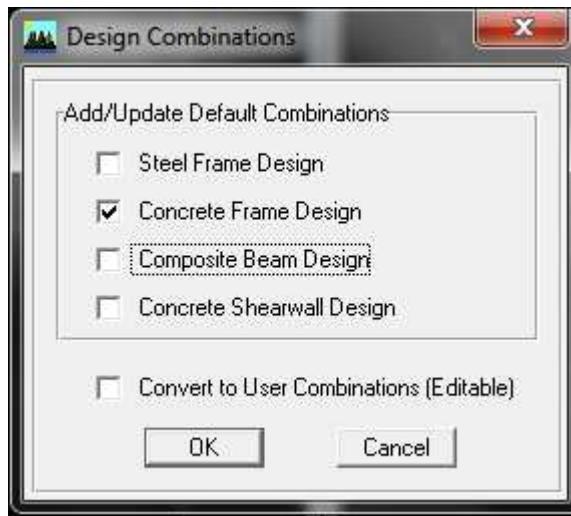 Design Combinations
Add/Update Default Combinations
Steel Frame Design
Concrete Frame Design
Composite Beam Design
Concrete Shearwall Design
Convert to User Combinations (Editable)
OK Cancel